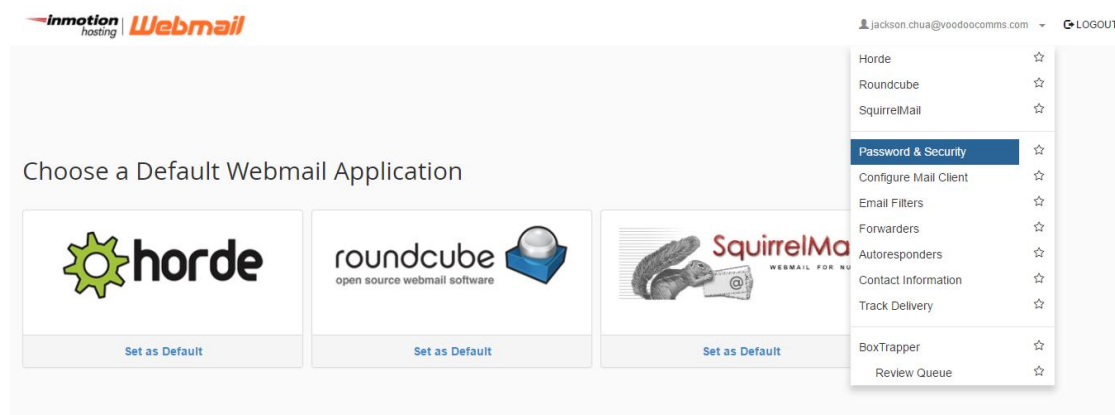 inmotion hosting | Webmail
jackson.chua@voodoocomms.com
LOGOUT
Horde
Roundcube
SquirrelMail
Password & Security
Configure Mail Client
Email Filters
Forwarders
Autoresponders
Contact Information
Track Delivery
BoxTrapper
Review Queue
Choose a Default Webmail Application
horde
roundcube
open source webmail software
SquirrelMa
WEBMAIL FOR NU
@
Set as Default
Set as Default
Set as Default